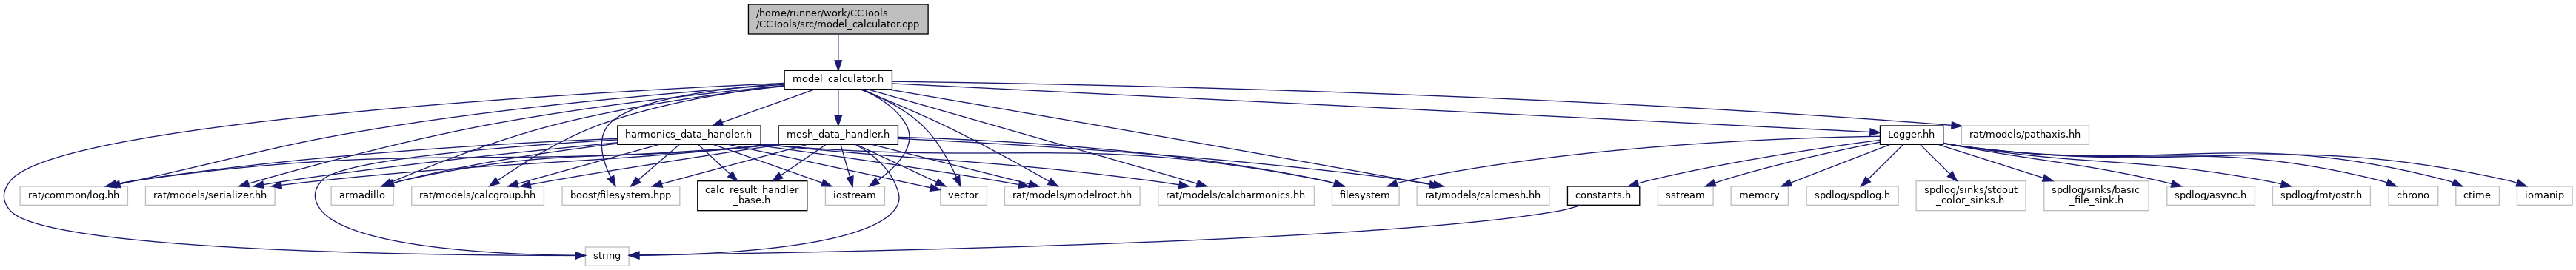 /home/runner/work/CCTools
/CCTools/src/model_calculator.cpp
model_calculator.h
harmonics_data_handler.h
mesh_data_handler.h
Logger.hh
rat/models/pathaxis.hh
rat/common/log.hh
rat/models/serializer.hh
armadillo
rat/models/calcgroup.hh
boost/filesystem.hpp
calc_result_handler
_base.h
iostream
vector
rat/models/modelroot.hh
rat/models/calcharmonics.hh
filesystem
rat/models/calcmesh.hh
constants.h
sstream
memory
spdlog/spdlog.h
spdlog/sinks/stdout
_color_sinks.h
spdlog/sinks/basic
_file_sink.h
spdlog/async.h
spdlog/fmt/ostr.h
chrono
ctime
iomanip
string